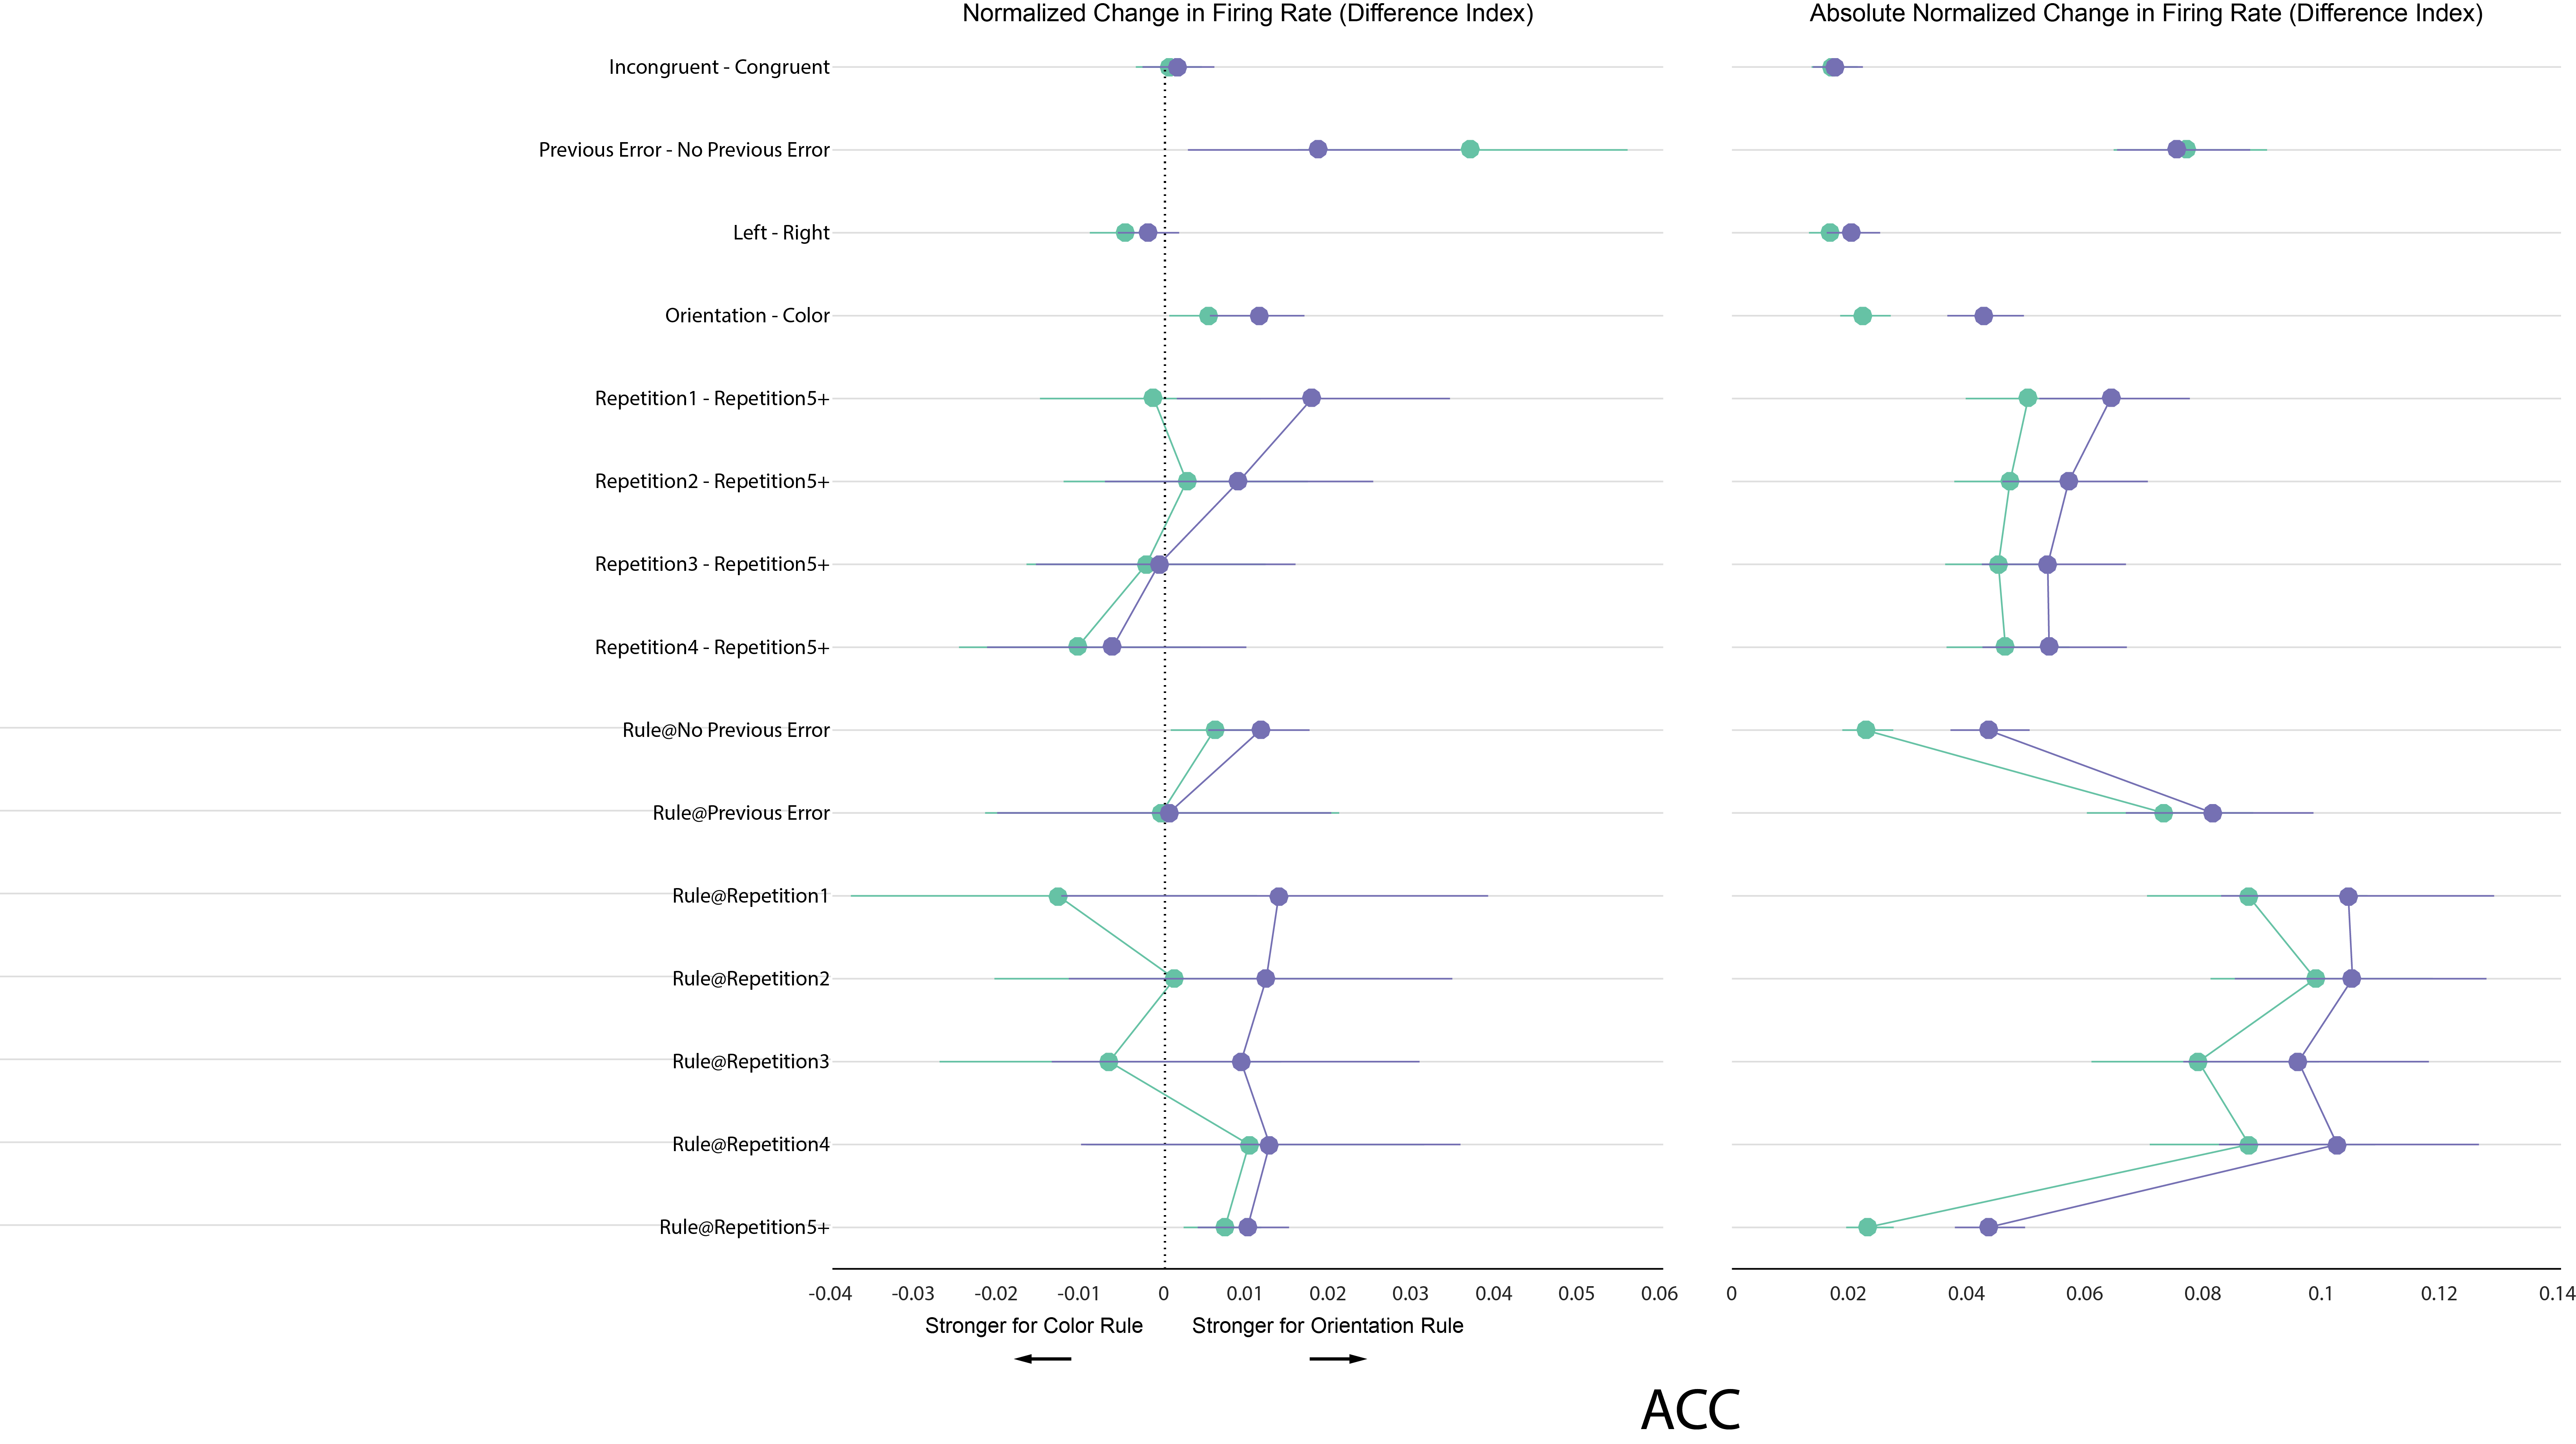 Normalized Change in Firing Rate (Difference Index)
Absolute Normalized Change in Firing Rate (Difference Index)
Incongruent - Congruent
Previous Error - No Previous Error
Left - Right
Orientation - Color
Repetition1 - Repetition5+
Repetition2 - Repetition5+
Repetition3 - Repetition5+
Repetition4 - Repetition5+
Rule@No Previous Error
Rule@Previous Error
Rule@Repetition1
Rule@Repetition2
Rule@Repetition3
Rule@Repetition4
Rule@Repetition5+
-0.04 -0.03 -0.02 -0.01 0 0.01 0.02 0.03 0.04 0.05 0.06
0 0.02 0.04 0.06 0.08 0.1 0.12 0.14
Stronger for Color Rule
Stronger for Orientation Rule
ACC